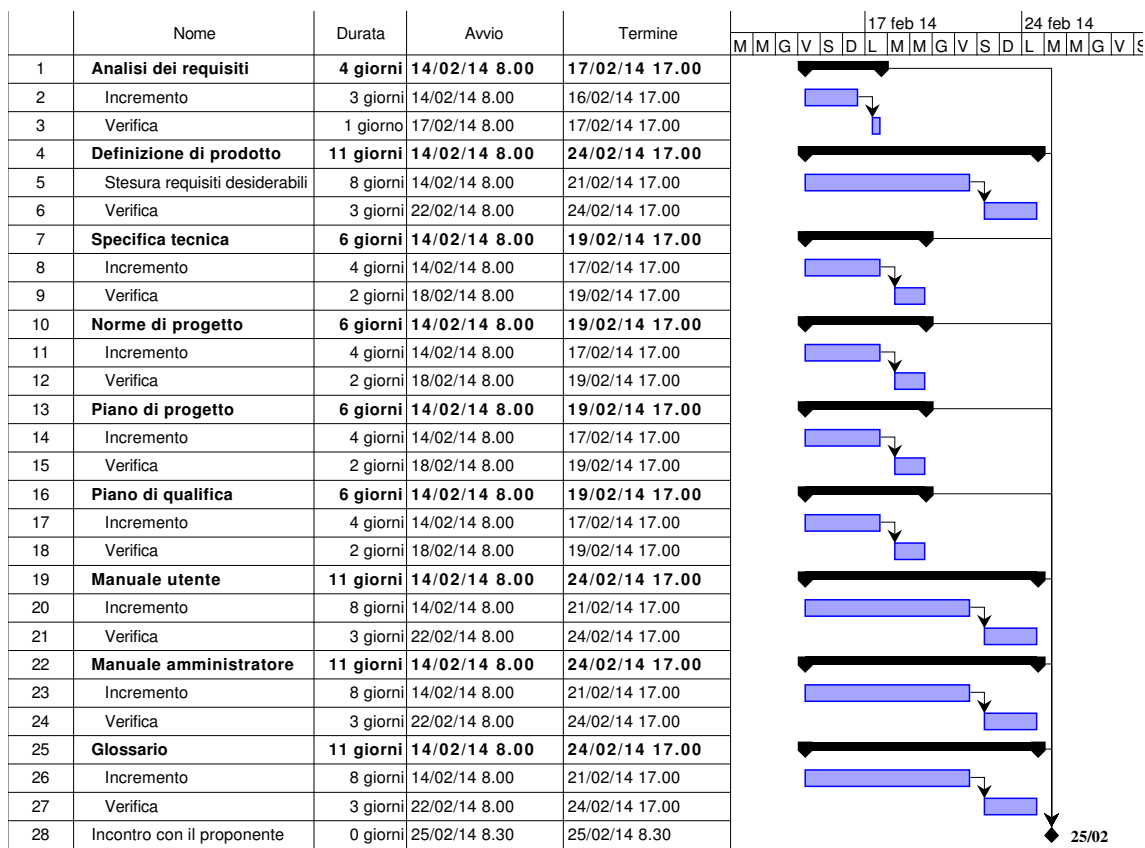 Nome Durata Avvio Termine 17 feb 14 24 feb 14
M M G V S D L M M G V S D L M M G V S
1 Analisi dei requisiti 4 giorni 14/02/14 8.00 17/02/14 17.00
2 Incremento 3 giorni 14/02/14 8.00 16/02/14 17.00
3 Verifica 1 giorno 17/02/14 8.00 17/02/14 17.00
4 Definizione di prodotto 11 giorni 14/02/14 8.00 24/02/14 17.00
5 Stesura requisiti desiderabili 8 giorni 14/02/14 8.00 21/02/14 17.00
6 Verifica 3 giorni 22/02/14 8.00 24/02/14 17.00
7 Specifica tecnica 6 giorni 14/02/14 8.00 19/02/14 17.00
8 Incremento 4 giorni 14/02/14 8.00 17/02/14 17.00
9 Verifica 2 giorni 18/02/14 8.00 19/02/14 17.00
10 Norme di progetto 6 giorni 14/02/14 8.00 19/02/14 17.00
11 Incremento 4 giorni 14/02/14 8.00 17/02/14 17.00
12 Verifica 2 giorni 18/02/14 8.00 19/02/14 17.00
13 Piano di progetto 6 giorni 14/02/14 8.00 19/02/14 17.00
14 Incremento 4 giorni 14/02/14 8.00 17/02/14 17.00
15 Verifica 2 giorni 18/02/14 8.00 19/02/14 17.00
16 Piano di qualifica 6 giorni 14/02/14 8.00 19/02/14 17.00
17 Incremento 4 giorni 14/02/14 8.00 17/02/14 17.00
18 Verifica 2 giorni 18/02/14 8.00 19/02/14 17.00
19 Manuale utente 11 giorni 14/02/14 8.00 24/02/14 17.00
20 Incremento 8 giorni 14/02/14 8.00 21/02/14 17.00
21 Verifica 3 giorni 22/02/14 8.00 24/02/14 17.00
22 Manuale amministratore 11 giorni 14/02/14 8.00 24/02/14 17.00
23 Incremento 8 giorni 14/02/14 8.00 21/02/14 17.00
24 Verifica 3 giorni 22/02/14 8.00 24/02/14 17.00
25 Glossario 11 giorni 14/02/14 8.00 24/02/14 17.00
26 Incremento 8 giorni 14/02/14 8.00 21/02/14 17.00
27 Verifica 3 giorni 22/02/14 8.00 24/02/14 17.00
28 Incontro con il proponente 0 giorni 25/02/14 8.30 25/02/14 8.30 25/02